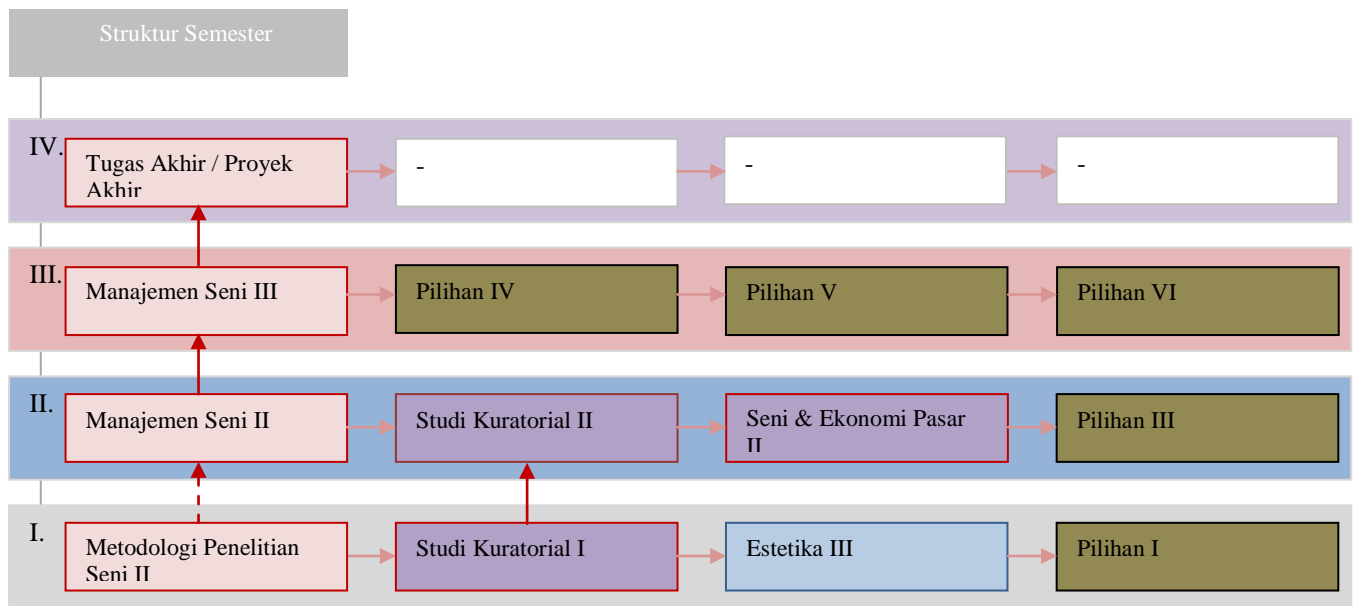 Struktur Semester
IV.
Tugas Akhir / Proyek
Akhir
-
-
-
III.
Manajemen Seni III
Pilihan IV
Pilihan V
Pilihan VI
II.
Manajemen Seni II
Studi Kuratorial II
Seni & Ekonomi Pasar
II
Pilihan III
I.
Metodologi Penelitian
Seni II
Studi Kuratorial I
Estetika III
Pilihan I